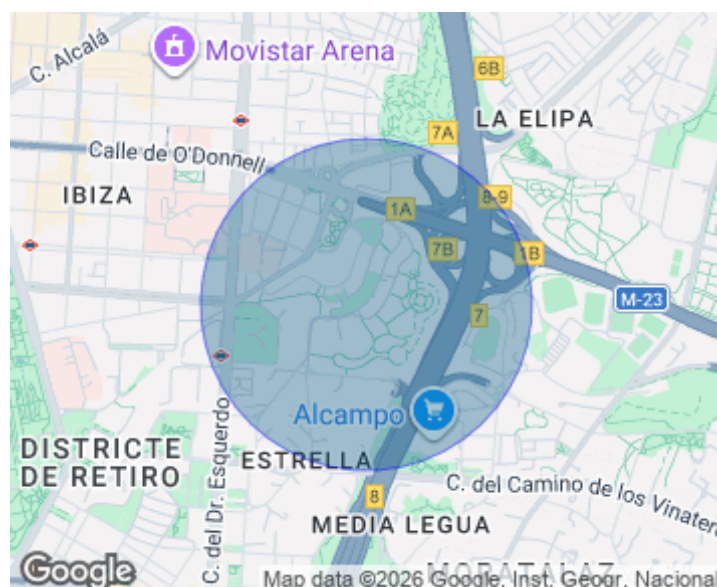 C. Alcalá
Movistar Arena
6B
LA ELIPA
7A
Calle de O'Donnell
IBIZA
8-9
1A
7B
1B
M-23
7
Alcampo
DISTRICTE
DE RETIRO
C. del Dr. Esquerdo
ESTRELLA
C. del Camino de los Vinatero
8
MEDIA LEGUA
MORATALAZ
Google
Map data ©2026 Google, Inst. Geogr. Nacional